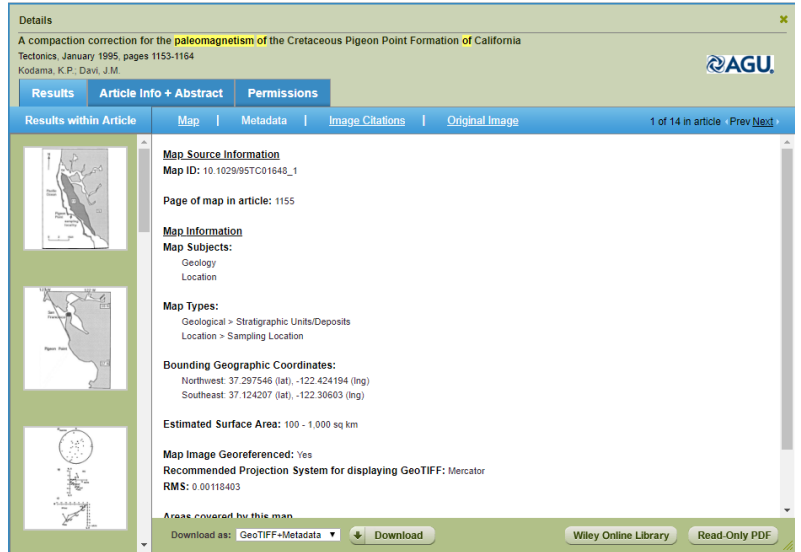 Details
A compaction correction for the paleomagnetism of the Cretaceous Pigeon Point Formation of California
Tectonics, January 1995, pages 1153-1164
Kodama, K.P.; Davi, J.M.
AGU
Results
Article Info + Abstract
Permissions
Results within Article
Map | Metadata | Image Citations | Original Image
1 of 14 in article Prev Next
Map Source Information
Map ID: 10.1029/95TC01648_1
Page of map in article: 1155
Map Information
Map Subjects:
Geology
Location
Map Types:
Geological > Stratigraphic Units/Deposits
Location > Sampling Location
Bounding Geographic Coordinates:
Northwest: 37.297546 (lat), -122.424194 (lng)
Southeast: 37.124207 (lat), -122.30603 (lng)
Estimated Surface Area: 100 - 1,000 sq km
Map Image Georeferenced: Yes
Recommended Projection System for displaying GeoTIFF: Mercator
RMS: 0.00118403
Areas covered by this map
Download as: GeoTIFF+Metadata
Download
Wiley Online Library
Read-Only PDF